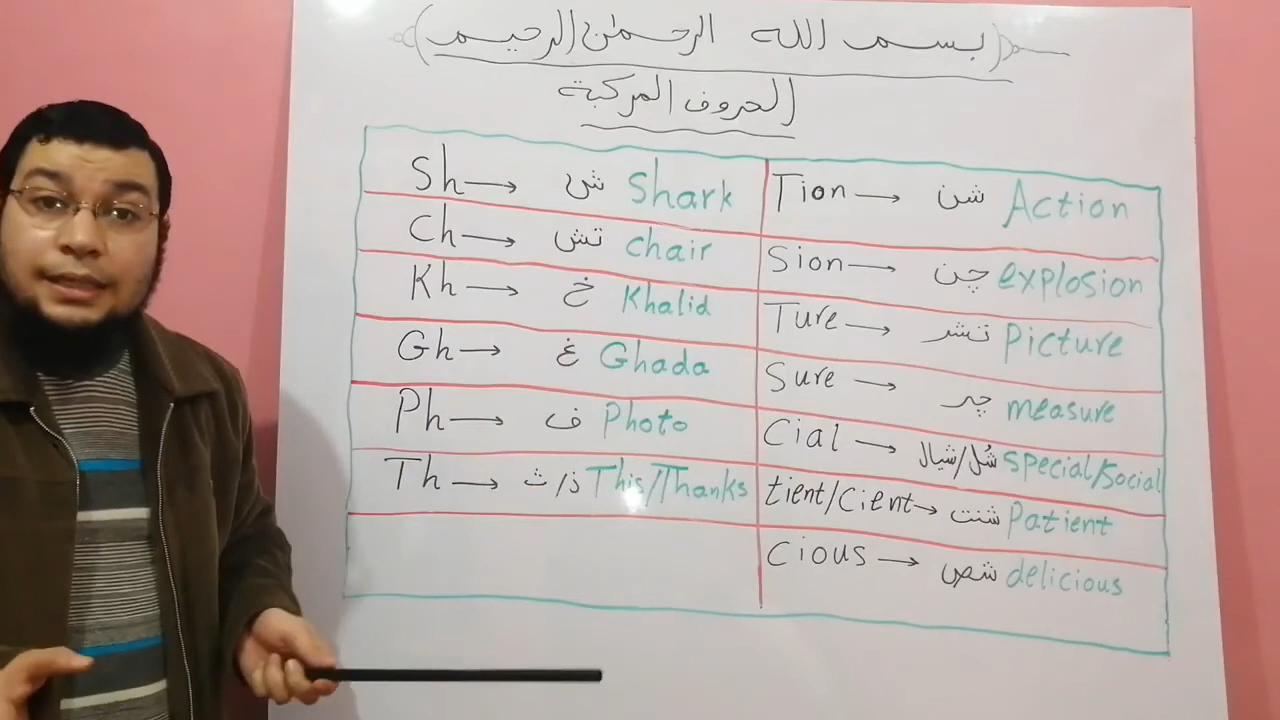 بسم الله الرحمن الرحيم
الحروف المركبة
Sh → ش Shark
Ch → تش chair
Kh → خ Khalid
Gh → غ Ghada
Ph → ف Photo
Th → ذ/ث This/Thanks
Tion → شن Action
Sion → چن explosion
Ture → تشر Picture
Sure → چر measure
Cial → شُل/شيال special/social
tient/Cient → شنت Patient
Cious → شص delicious